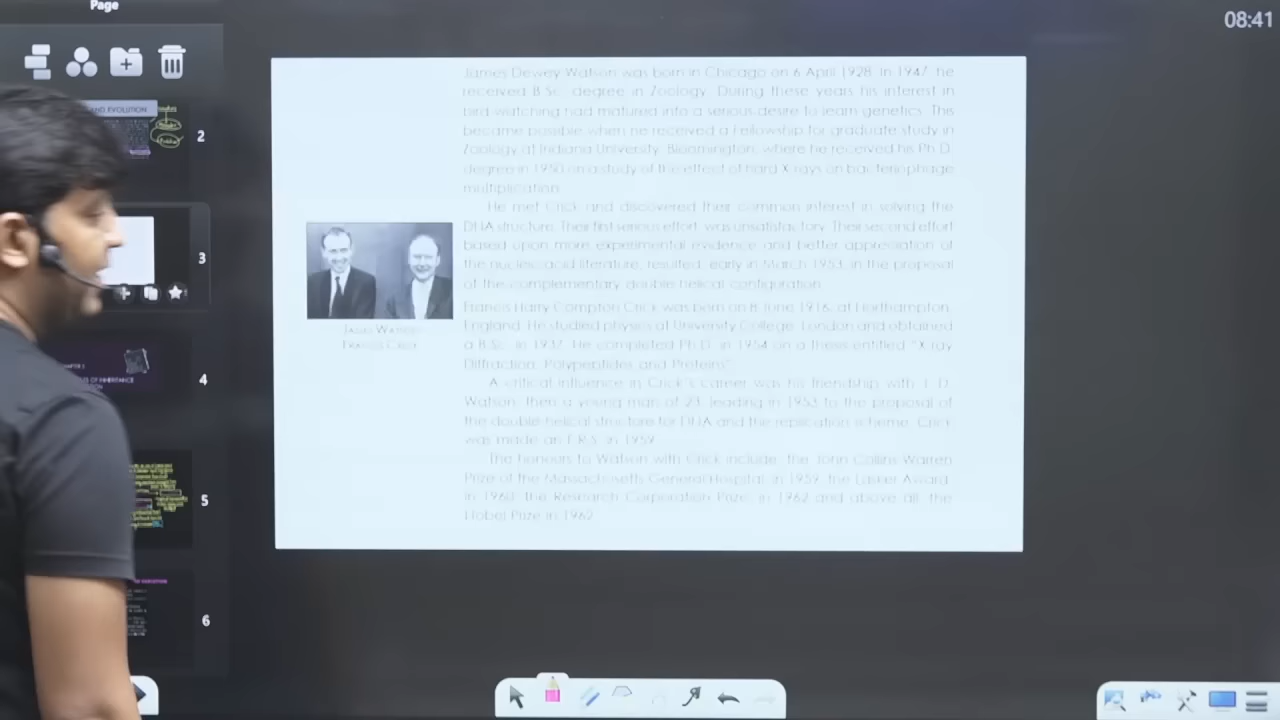 Page
08:41
AND EVOLUTION
2
3
4
5
6
OF INHERITANCE
James Dewey Watson was born in Chicago on 6 April 1928. In 1947, he
received B.Sc. degree in Zoology. During these years his interest in
bird-watching had matured into a serious desire to learn genetics. This
became possible when he received a Fellowship for graduate study in
Zoology at Indiana University, Bloomington, where he received his Ph.D.
degree in 1950 on a study of the effect of hard X-rays on bacteriophage
multiplication.
He met Crick and discovered their common interest in solving the
DNA structure. Their first serious effort, was unsatisfactory. Their second effort
based upon more experimental evidence and better appreciation of
the nucleic acid literature, resulted, early in March 1953, in the proposal
of the complementary double-helical configuration.
Francis Harry Compton Crick was born on 8 June 1916, at Northampton,
England. He studied physics at University College, London and obtained
a B.Sc. in 1937. He completed Ph.D. in 1954 on a thesis entitled "X-ray
Diffraction: Polypeptides and Proteins".
A critical influence in Crick's career was his friendship with J. D.
Watson, then a young man of 23, leading in 1953 to the proposal of
the double-helical structure for DNA and the replication scheme. Crick
was made an F.R.S. in 1959.
The honours to Watson with Crick include: the John Collins Warren
Prize of the Massachusetts General Hospital, in 1959; the Lasker Award,
in 1960; the Research Corporation Prize, in 1962 and above all, the
Nobel Prize in 1962.
James Watson
Francis Crick